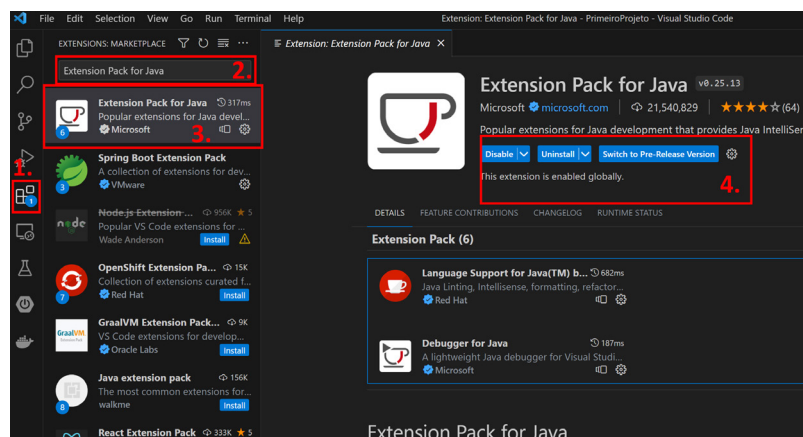 File Edit Selection View Go Run Terminal Help
Extension: Extension Pack for Java - PrimeiroProjeto - Visual Studio Code
EXTENSIONS: MARKETPLACE
Extension: Extension Pack for Java
Extension Pack for Java
2.
Extension Pack for Java 317ms
Popular extensions for Java devel...
Microsoft
6
3.
1.
1
Spring Boot Extension Pack
A collection of extensions for dev...
VMware
3
Node.js Extension ... 956K ★ 5
Popular VS Code extensions for ...
Wade Anderson Install
node
OpenShift Extension Pa... 15K
Collection of extensions curated f...
Red Hat Install
7
GraalVM Extension Pack... 9K
VS Code extensions for develop...
Oracle Labs Install
GraalVM
Java extension pack 156K
The most common extensions for...
walkme Install
8
React Extension Pack 333K ★ 5
Extension Pack for Java v0.25.13
Microsoft microsoft.com 21,540,829 ★★★★☆(64)
Popular extensions for Java development that provides Java IntelliSen
Disable Uninstall Switch to Pre-Release Version
This extension is enabled globally.
4.
DETAILS FEATURE CONTRIBUTIONS CHANGELOG RUNTIME STATUS
Extension Pack (6)
Language Support for Java(TM) b... 682ms
Java Linting, Intellisense, formatting, refactor...
Red Hat
Debugger for Java 187ms
A lightweight Java debugger for Visual Studi...
Microsoft
Extension Pack for Java